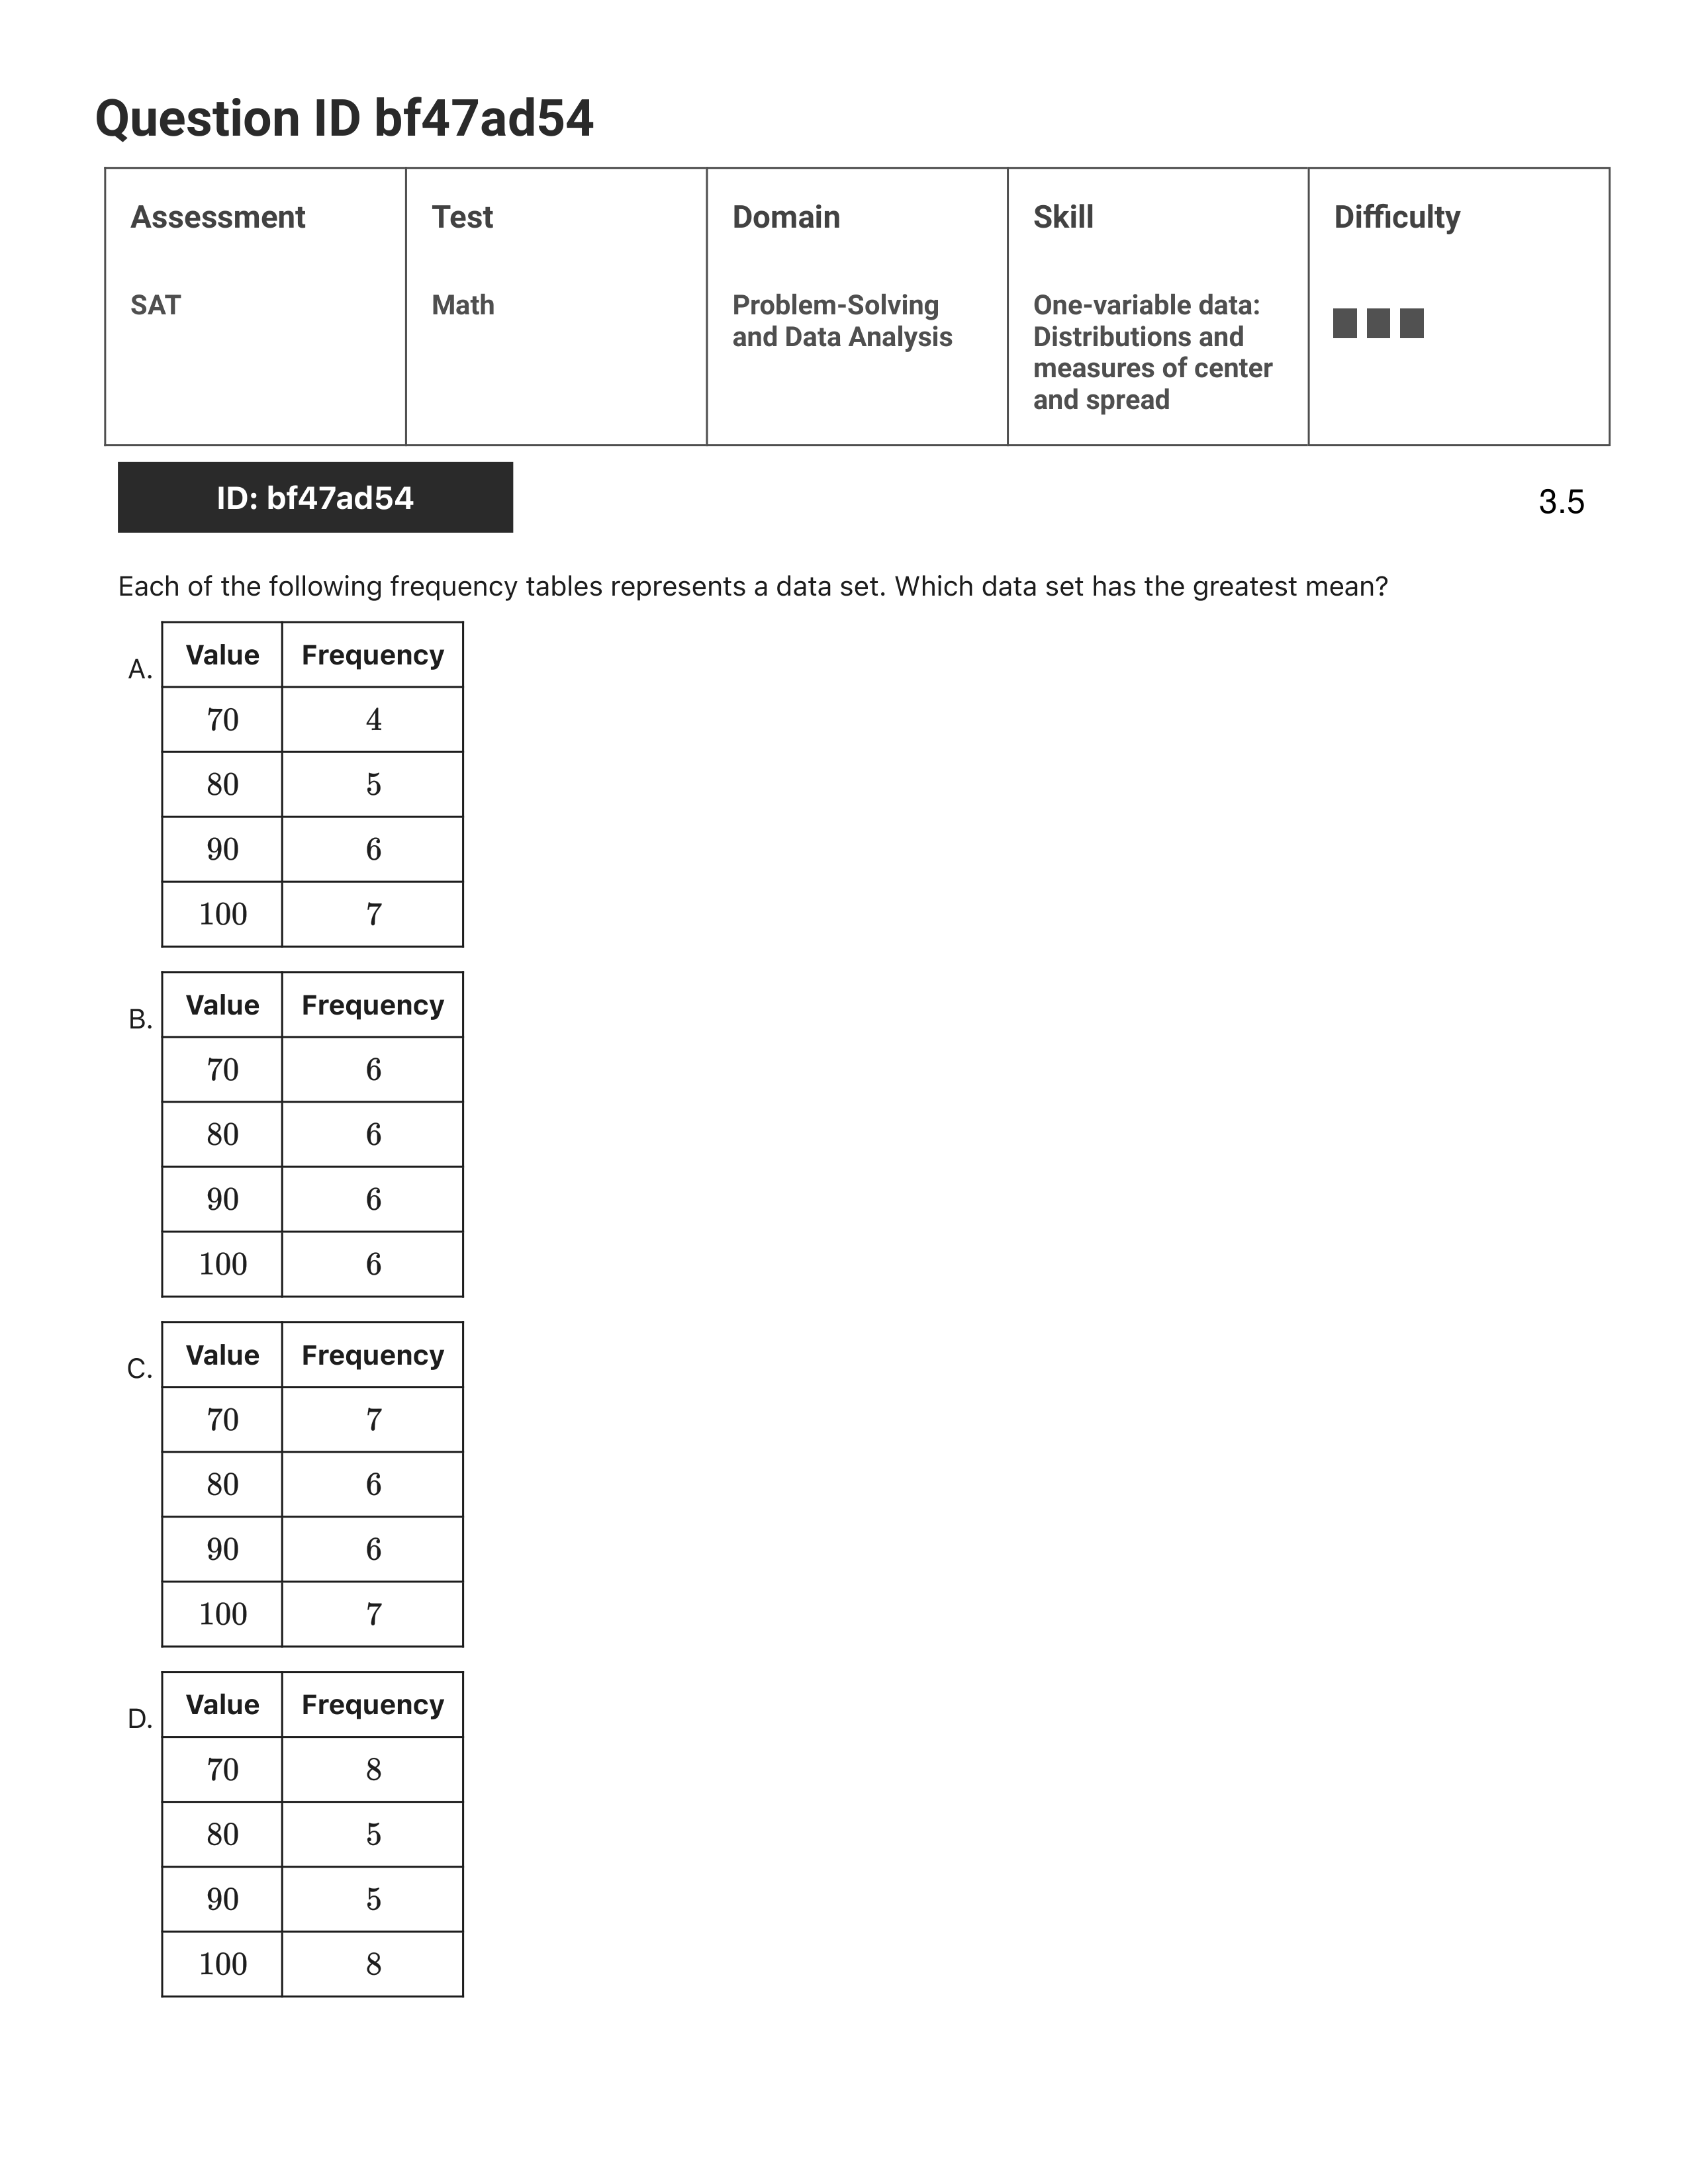 Question ID bf47ad54
Assessment Test Domain Skill Difficulty
SAT Math Problem-Solving and Data Analysis One-variable data: Distributions and measures of center and spread
ID: bf47ad54 3.5
Each of the following frequency tables represents a data set. Which data set has the greatest mean?
A.
Value Frequency
70 4
80 5
90 6
100 7
B.
Value Frequency
70 6
80 6
90 6
100 6
C.
Value Frequency
70 7
80 6
90 6
100 7
D.
Value Frequency
70 8
80 5
90 5
100 8